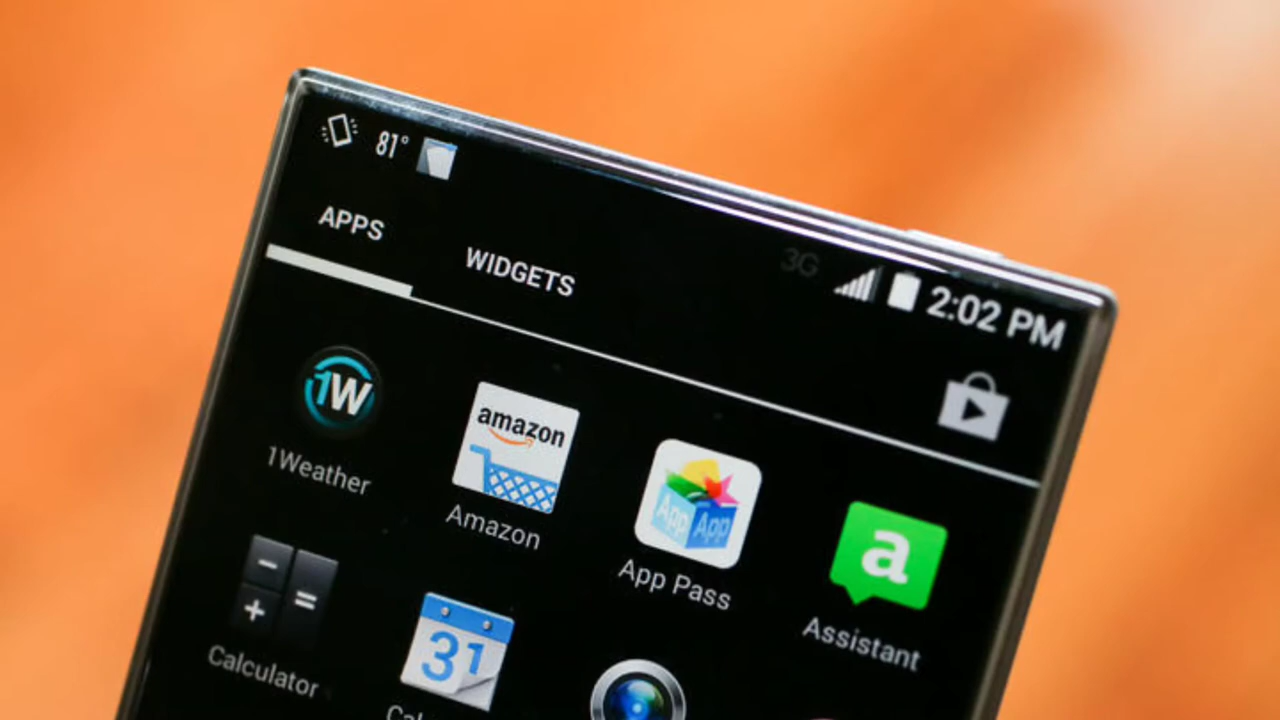 81°
3G
2:02 PM
APPS
WIDGETS
1W
1Weather
amazon
Amazon
App App
App Pass
a
Assistant
- = +
Calculator
31